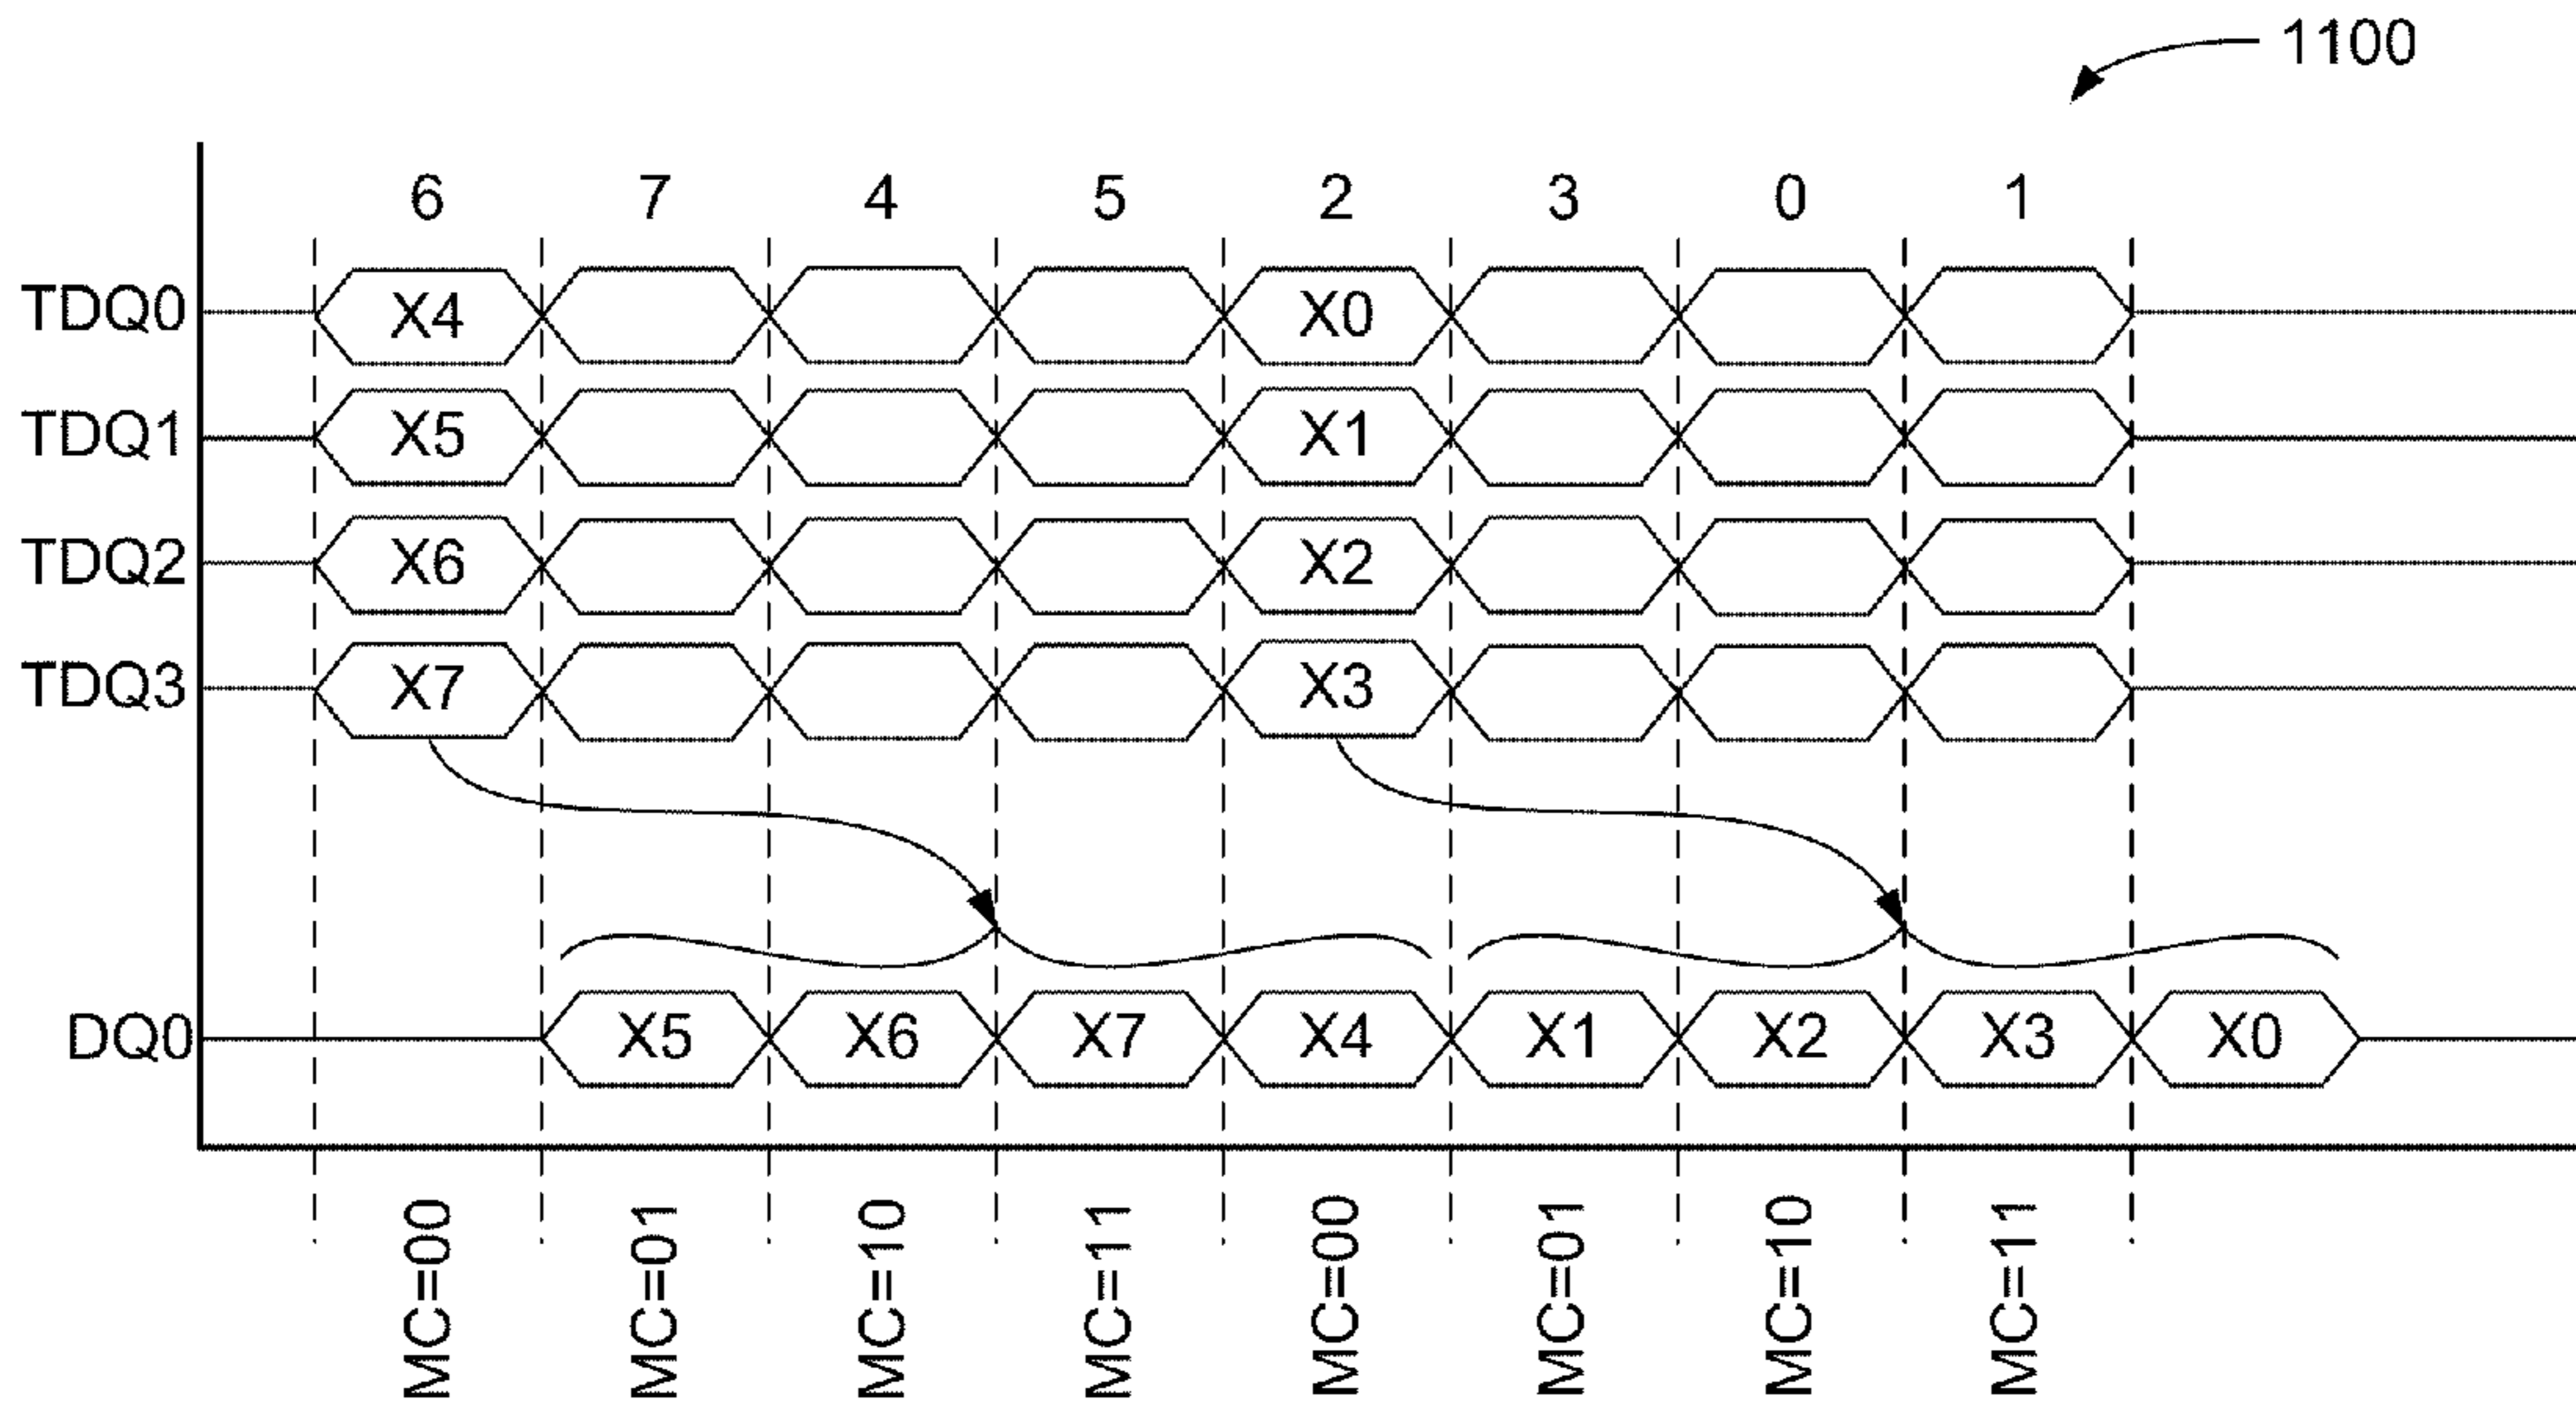 1100
6 7 4 5 2 3 0 1
TDQ0 X4 X0
TDQ1 X5 X1
TDQ2 X6 X2
TDQ3 X7 X3
DQ0 X5 X6 X7 X4 X1 X2 X3 X0
MC=00 MC=01 MC=10 MC=11 MC=00 MC=01 MC=10 MC=11